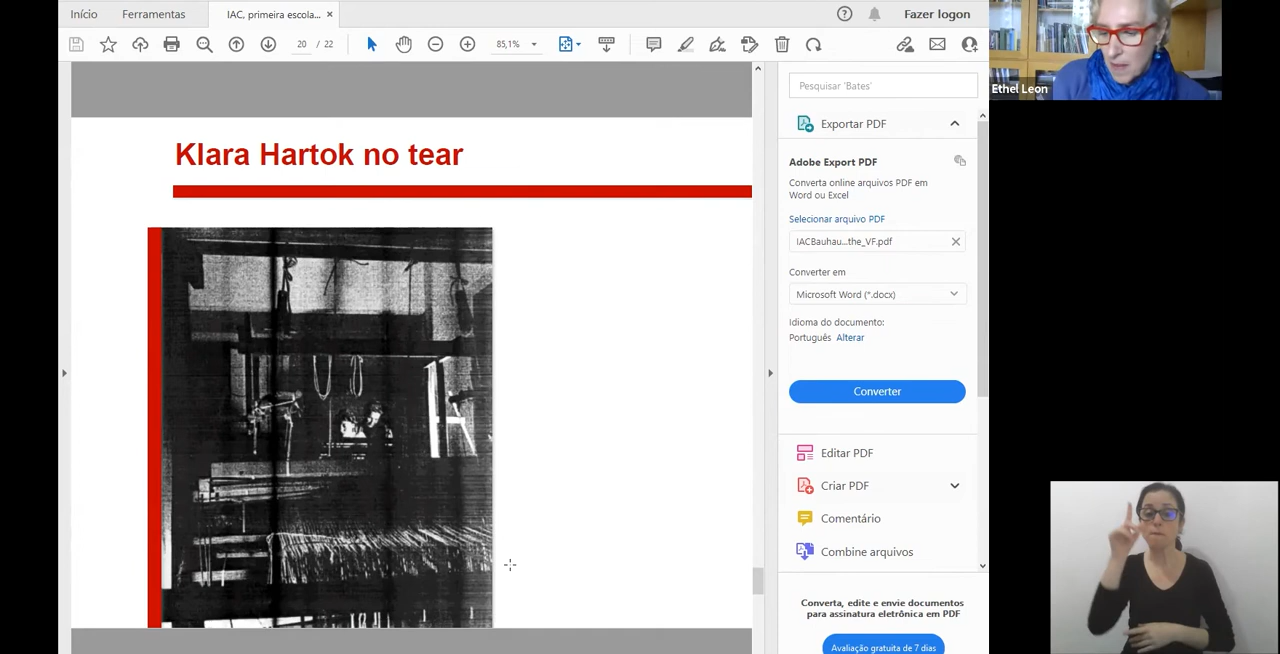 Início
Ferramentas
IAC, primeira escola...
Fazer logon
20 / 22
85,1%
Ethel Leon
Klara Hartok no tear
Pesquisar 'Bates'
Exportar PDF
Adobe Export PDF
Converta online arquivos PDF em
Word ou Excel
Selecionar arquivo PDF
IACBauhau...the_VF.pdf
Converter em
Microsoft Word (*.docx)
Idioma do documento:
Português Alterar
Converter
Editar PDF
Criar PDF
Comentário
Combine arquivos
Converta, edite e envie documentos
para assinatura eletrônica em PDF
Avaliação gratuita de 7 dias